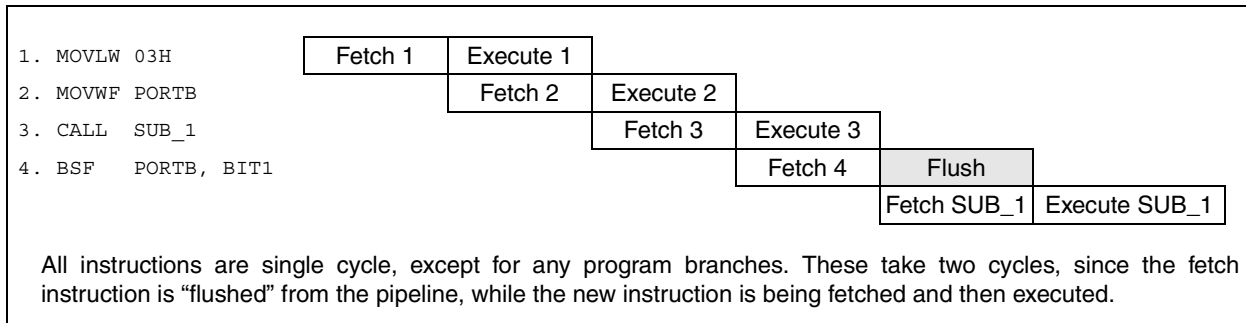 1. MOVLW 03H Fetch 1 Execute 1
2. MOVWF PORTB Fetch 2 Execute 2
3. CALL SUB_1 Fetch 3 Execute 3
4. BSF PORTB, BIT1 Fetch 4 Flush
Fetch SUB_1 Execute SUB_1
All instructions are single cycle, except for any program branches. These take two cycles, since the fetch
instruction is “flushed” from the pipeline, while the new instruction is being fetched and then executed.